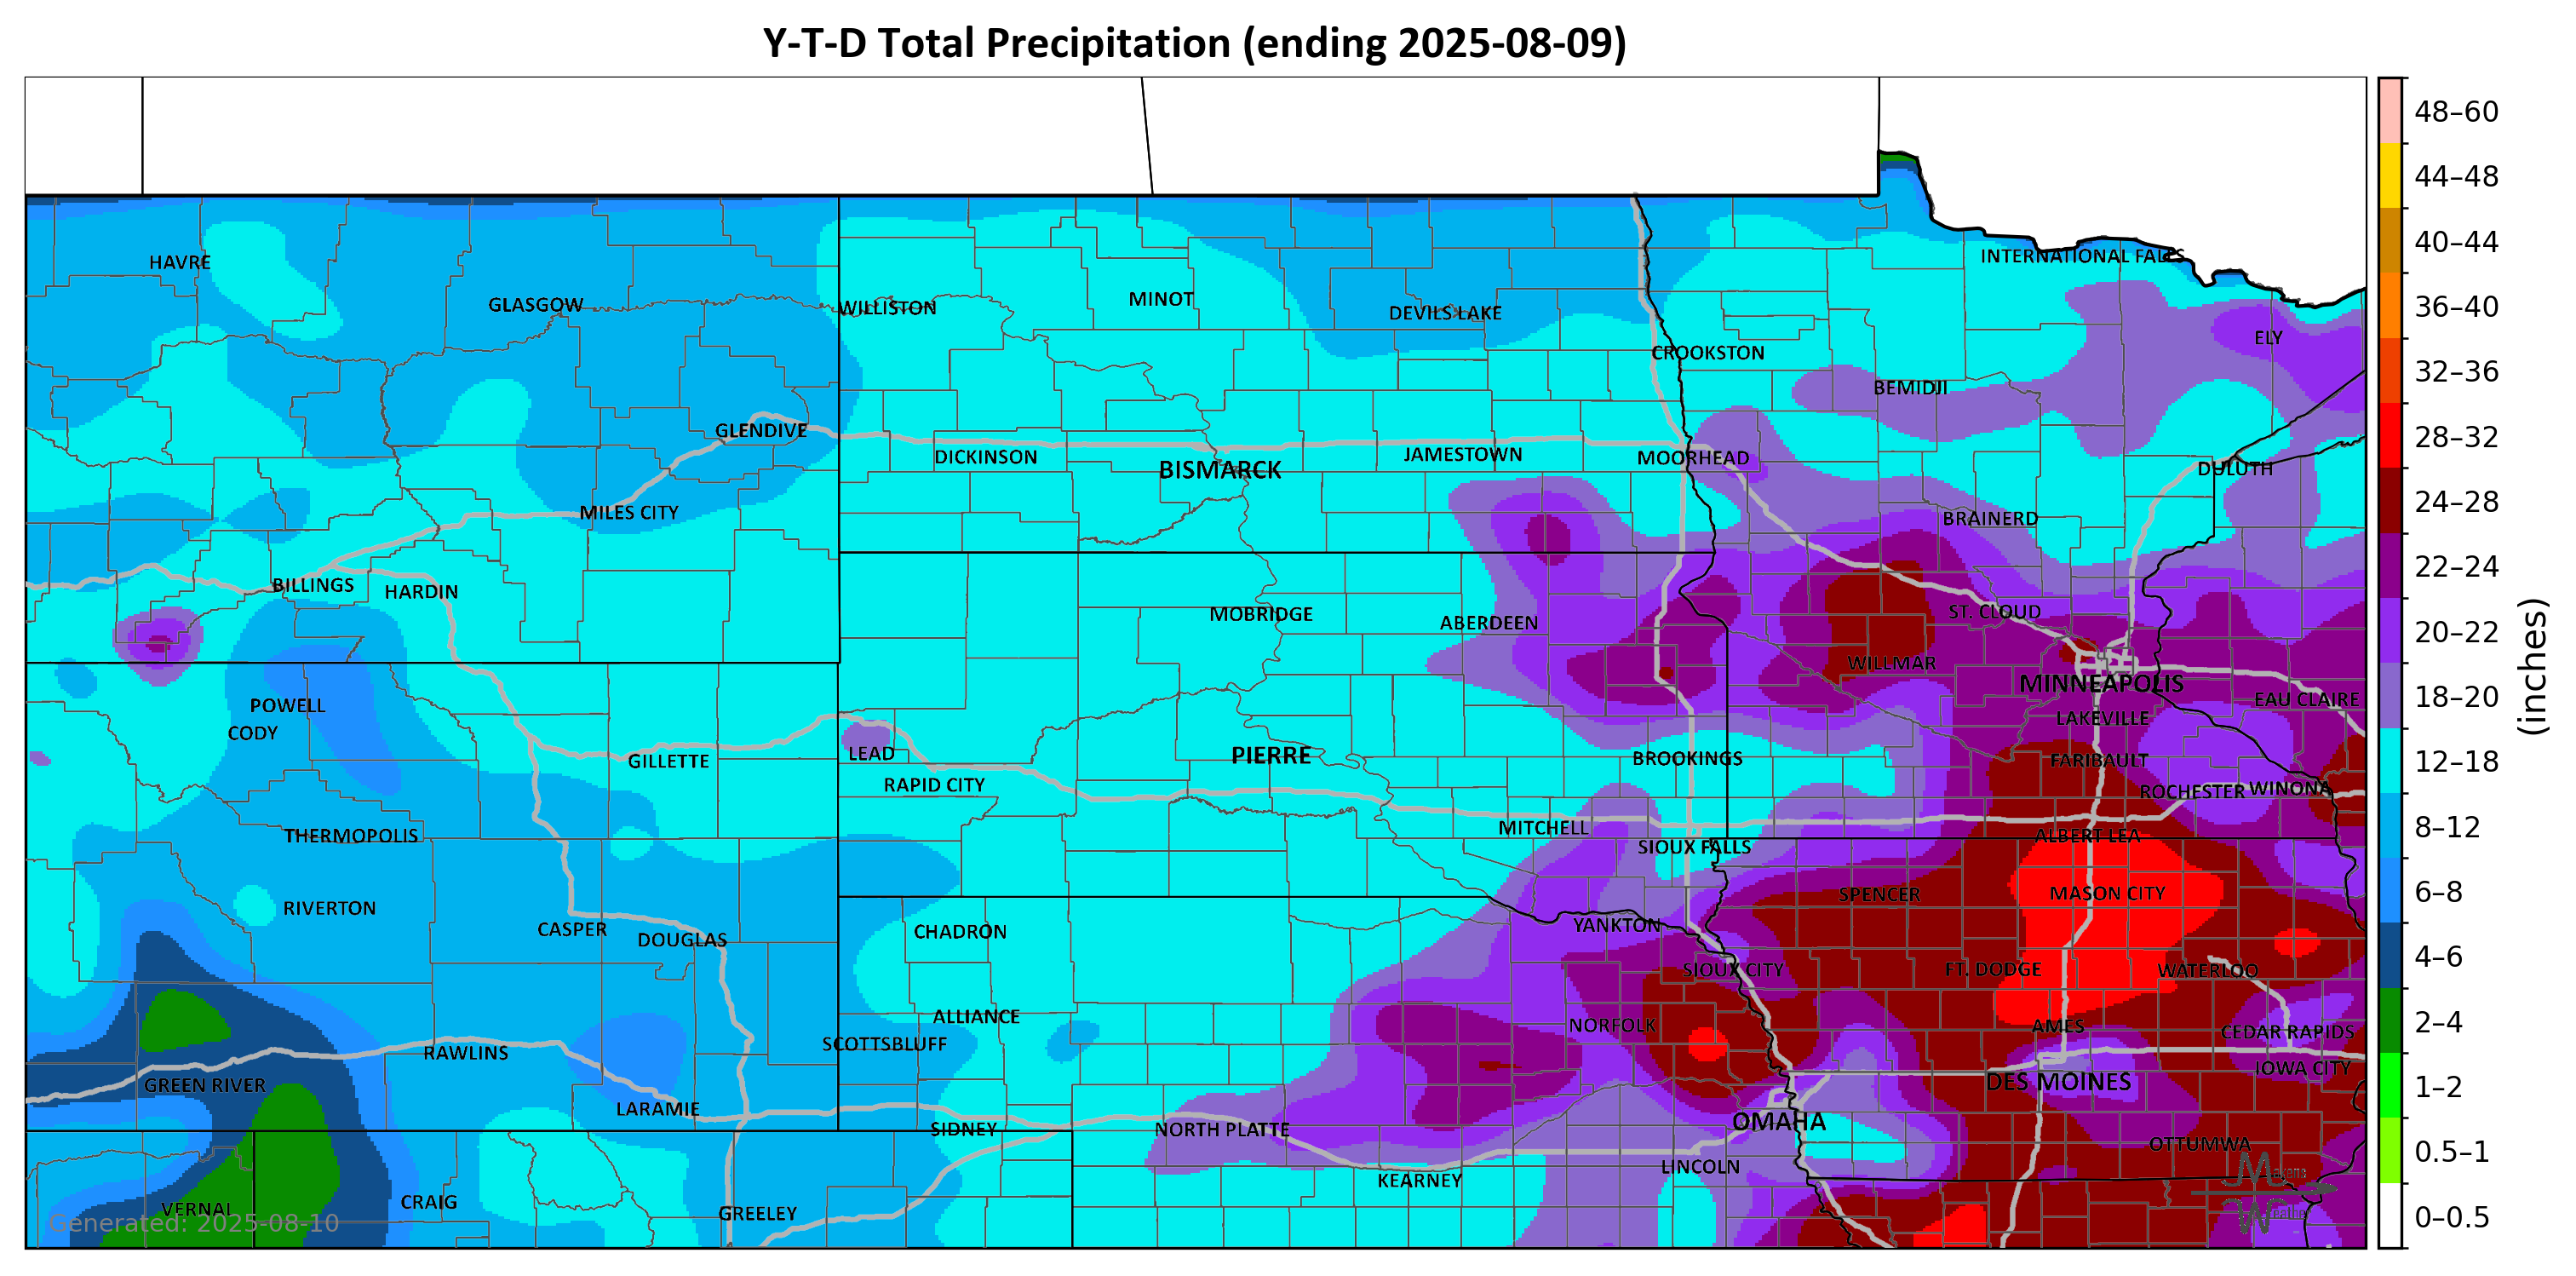 Y-T-D Total Precipitation (ending 2025-08-09)
48–60
44–48
40–44
36–40
32–36
28–32
24–28
22–24
20–22
18–20
12–18
8–12
6–8
4–6
2–4
1–2
0.5–1
0–0.5
(inches)
INTERNATIONAL FALLS
HAVRE
GLASGOW
WILLISTON
MINOT
DEVILS LAKE
ELY
CROOKSTON
BEMIDJI
GLENDIVE
DICKINSON
BISMARCK
JAMESTOWN
MOORHEAD
DULUTH
MILES CITY
BRAINERD
BILLINGS
HARDIN
MOBRIDGE
ABERDEEN
ST. CLOUD
WILLMAR
MINNEAPOLIS
EAU CLAIRE
POWELL
CODY
LAKEVILLE
GILLETTE
LEAD
PIERRE
BROOKINGS
FARIBAULT
RAPID CITY
ROCHESTER
WINONA
THERMOPOLIS
MITCHELL
ALBERT LEA
SIOUX FALLS
RIVERTON
SPENCER
MASON CITY
CASPER
DOUGLAS
CHADRON
YANKTON
SIOUX CITY
FT. DODGE
WATERLOO
ALLIANCE
NORFOLK
AMES
CEDAR RAPIDS
RAWLINS
SCOTTSBLUFF
IOWA CITY
GREEN RIVER
DES MOINES
LARAMIE
SIDNEY
NORTH PLATTE
OMAHA
OTTUMWA
LINCOLN
KEARNEY
VERNAL
CRAIG
GREELEY
Generated: 2025-08-10